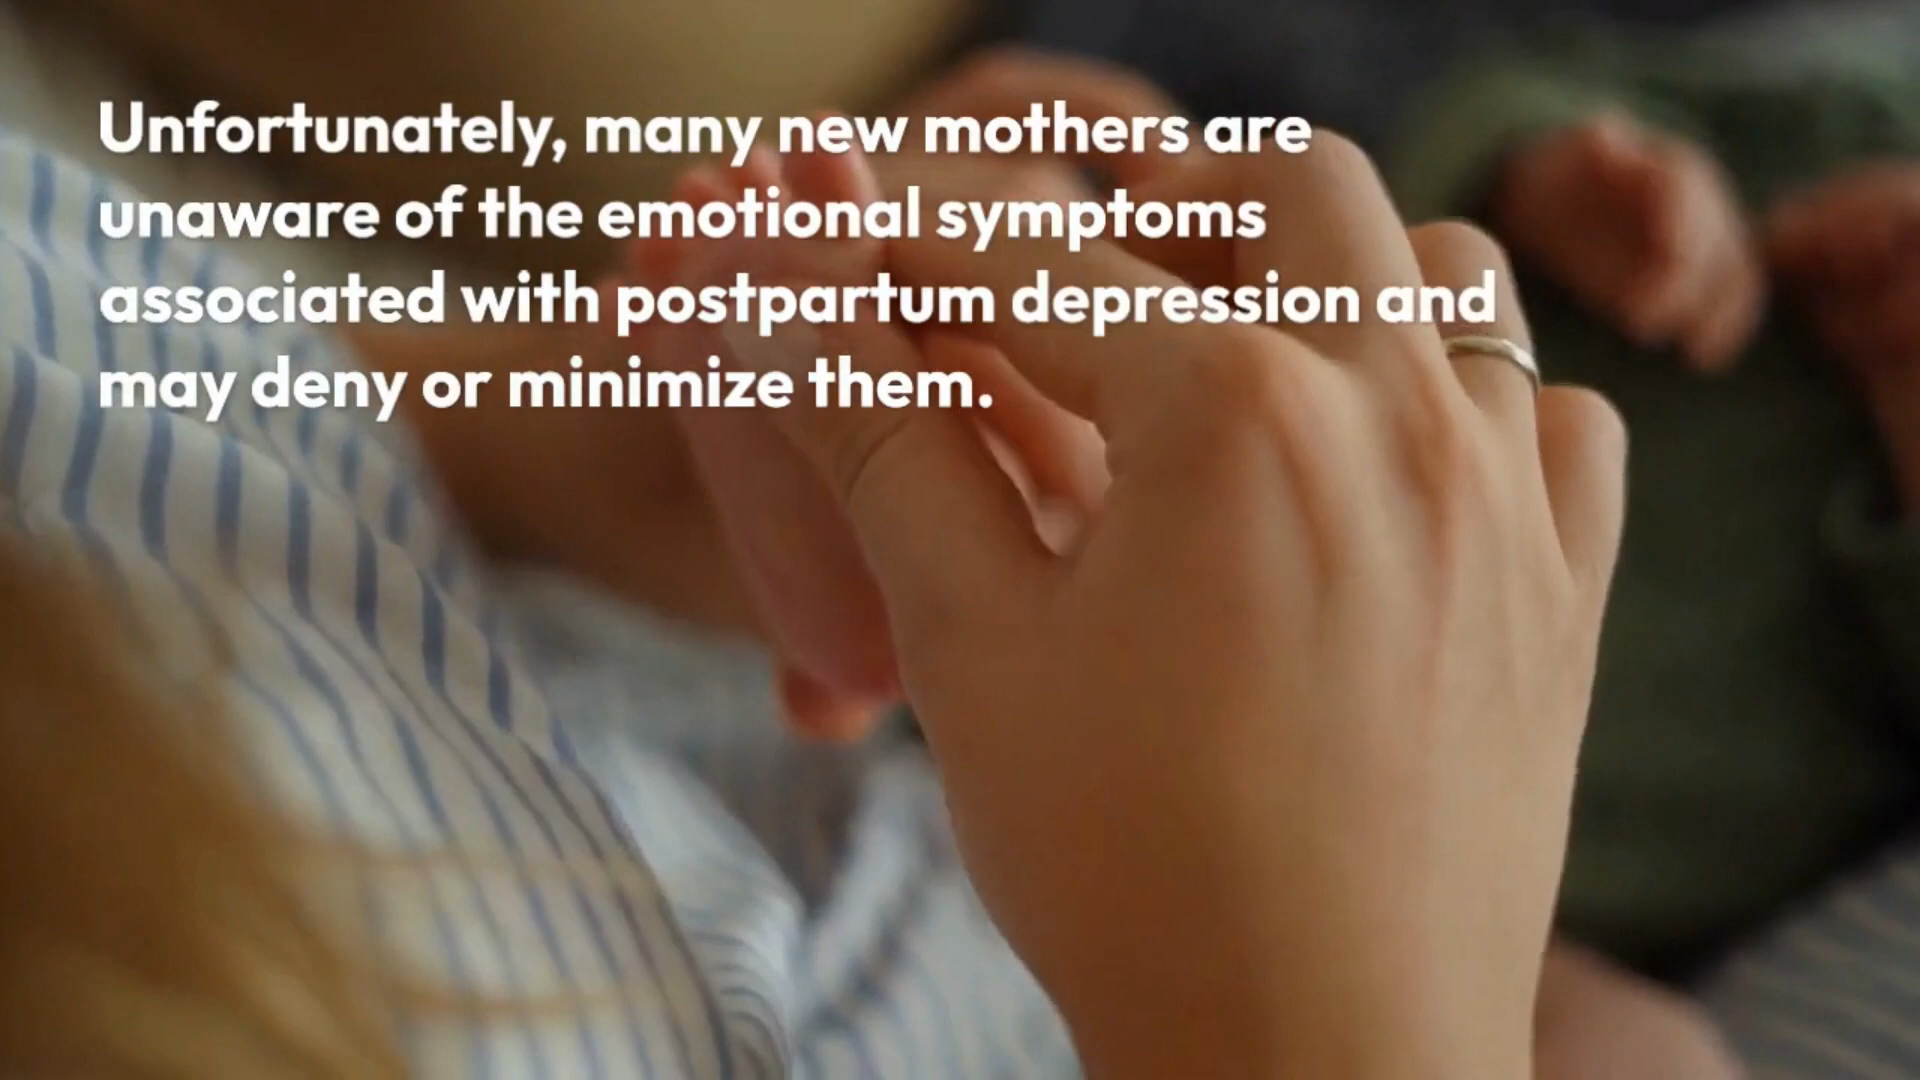 Unfortunately, many new mothers are
unaware of the emotional symptoms
associated with postpartum depression and
may deny or minimize them.